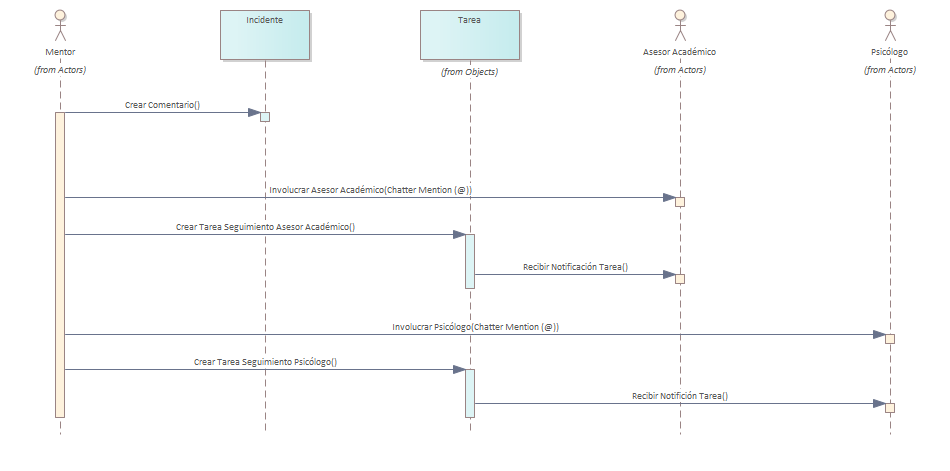 Incidente
Tarea
Mentor
Asesor Académico
Psicólogo
(from Actors)
(from Objects)
(from Actors)
(from Actors)
Crear Comentario()
Involucrar Asesor Académico(Chatter Mention (@))
Crear Tarea Seguimiento Asesor Académico()
Recibir Notificación Tarea()
Involucrar Psicólogo(Chatter Mention (@))
Crear Tarea Seguimiento Psicólogo()
Recibir Notifición Tarea()